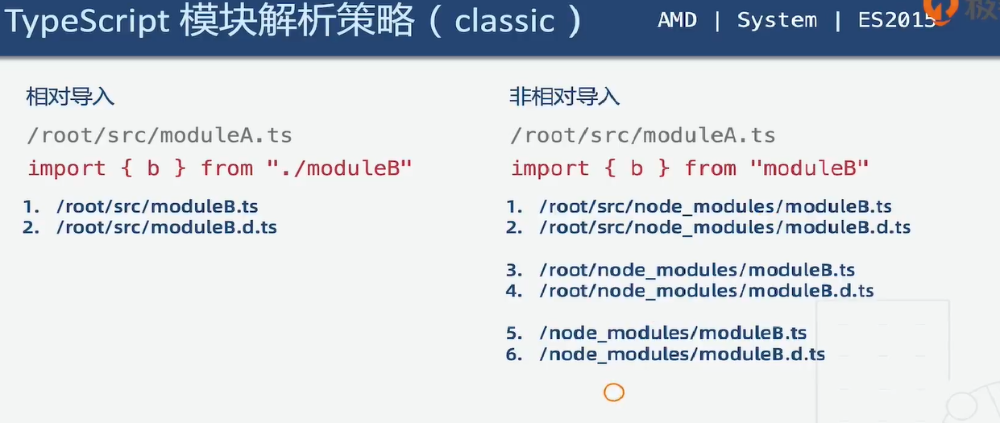 TypeScript 模块解析策略（classic）
AMD | System | ES2015
相对导入
/root/src/moduleA.ts
import { b } from "./moduleB"
1. /root/src/moduleB.ts
2. /root/src/moduleB.d.ts
非相对导入
/root/src/moduleA.ts
import { b } from "moduleB"
1. /root/src/node_modules/moduleB.ts
2. /root/src/node_modules/moduleB.d.ts
3. /root/node_modules/moduleB.ts
4. /root/node_modules/moduleB.d.ts
5. /node_modules/moduleB.ts
6. /node_modules/moduleB.d.ts